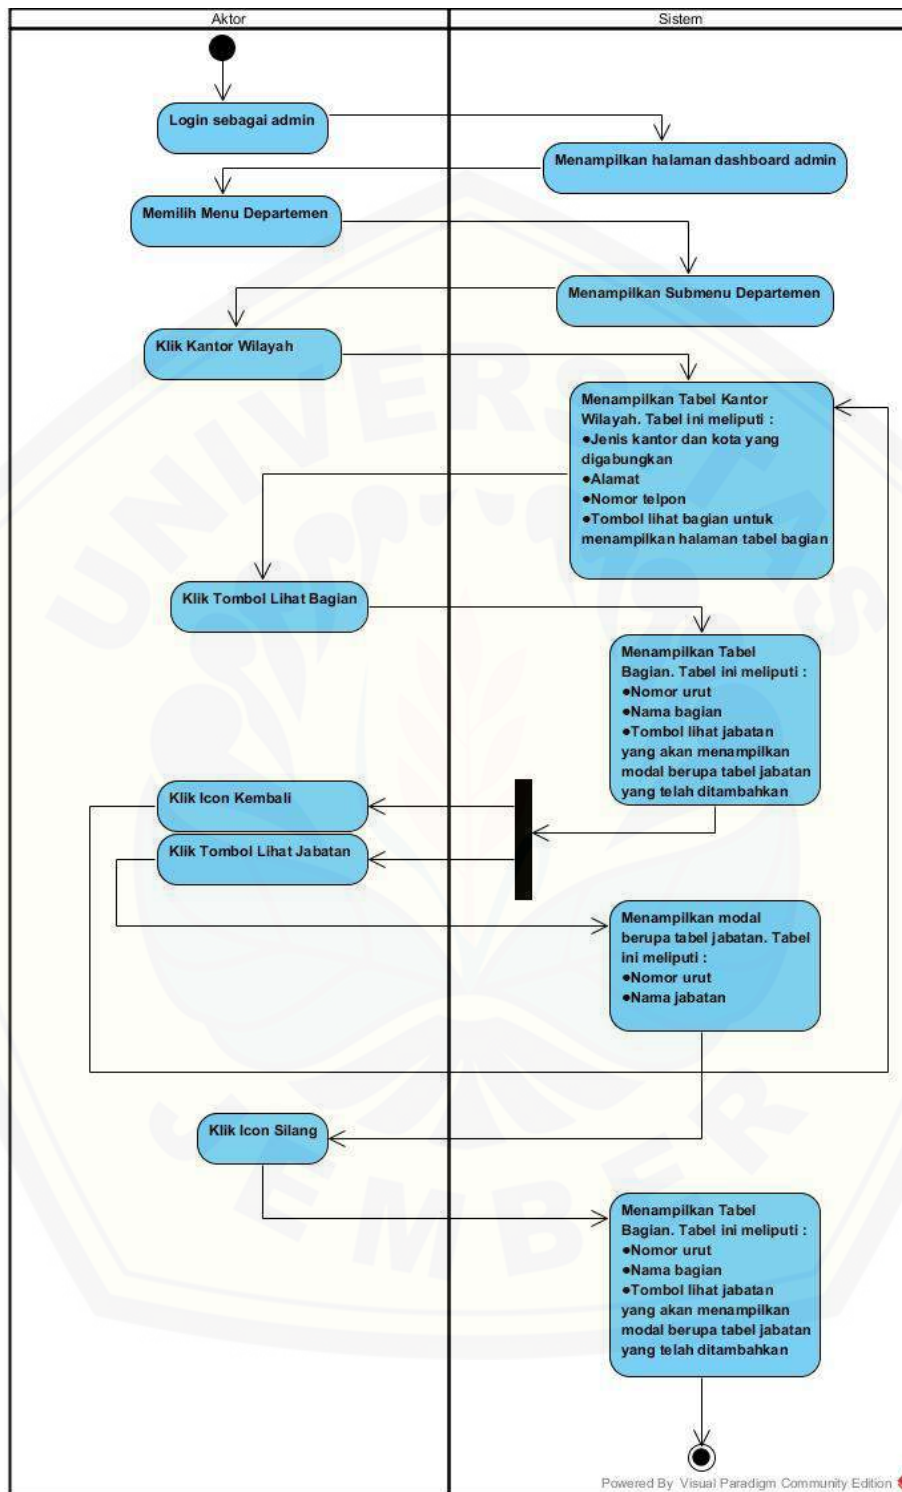 Aktor
Sistem
Login sebagai admin
Menampilkan halaman dashboard admin
Memilih Menu Departemen
Menampilkan Submenu Departemen
Klik Kantor Wilayah
Menampilkan Tabel Kantor
Wilayah. Tabel ini meliputi :
●Jenis kantor dan kota yang
digabungkan
●Alamat
●Nomor telpon
●Tombol lihat bagian untuk
menampilkan halaman tabel bagian
Klik Tombol Lihat Bagian
Menampilkan Tabel
Bagian. Tabel ini meliputi :
●Nomor urut
●Nama bagian
●Tombol lihat jabatan
yang akan menampilkan
modal berupa tabel jabatan
yang telah ditambahkan
Klik Icon Kembali
Klik Tombol Lihat Jabatan
Menampilkan modal
berupa tabel jabatan. Tabel
ini meliputi :
●Nomor urut
●Nama jabatan
Klik Icon Silang
Menampilkan Tabel
Bagian. Tabel ini meliputi :
●Nomor urut
●Nama bagian
●Tombol lihat jabatan
yang akan menampilkan
modal berupa tabel jabatan
yang telah ditambahkan
Powered By Visual Paradigm Community Edition
UNIVERSITAS
JEMBER